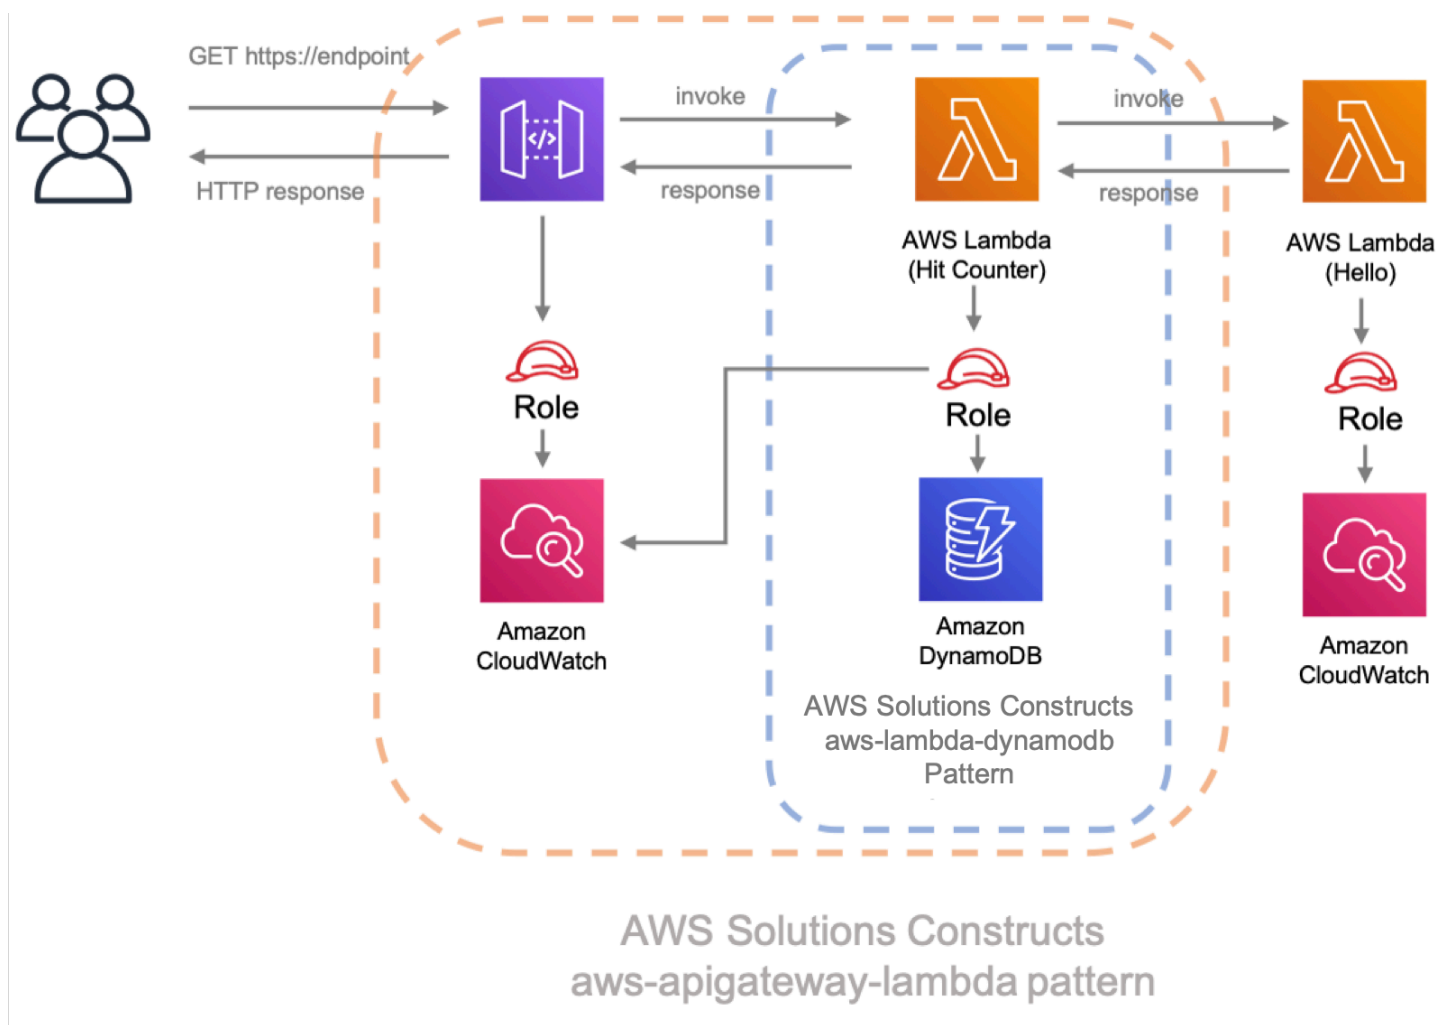 GET https://endpoint
HTTP response
invoke
response
invoke
response
</>
AWS Lambda
(Hit Counter)
AWS Lambda
(Hello)
Role
Role
Role
Amazon
CloudWatch
Amazon
DynamoDB
Amazon
CloudWatch
AWS Solutions Constructs
aws-lambda-dynamodb
Pattern
AWS Solutions Constructs
aws-apigateway-lambda pattern